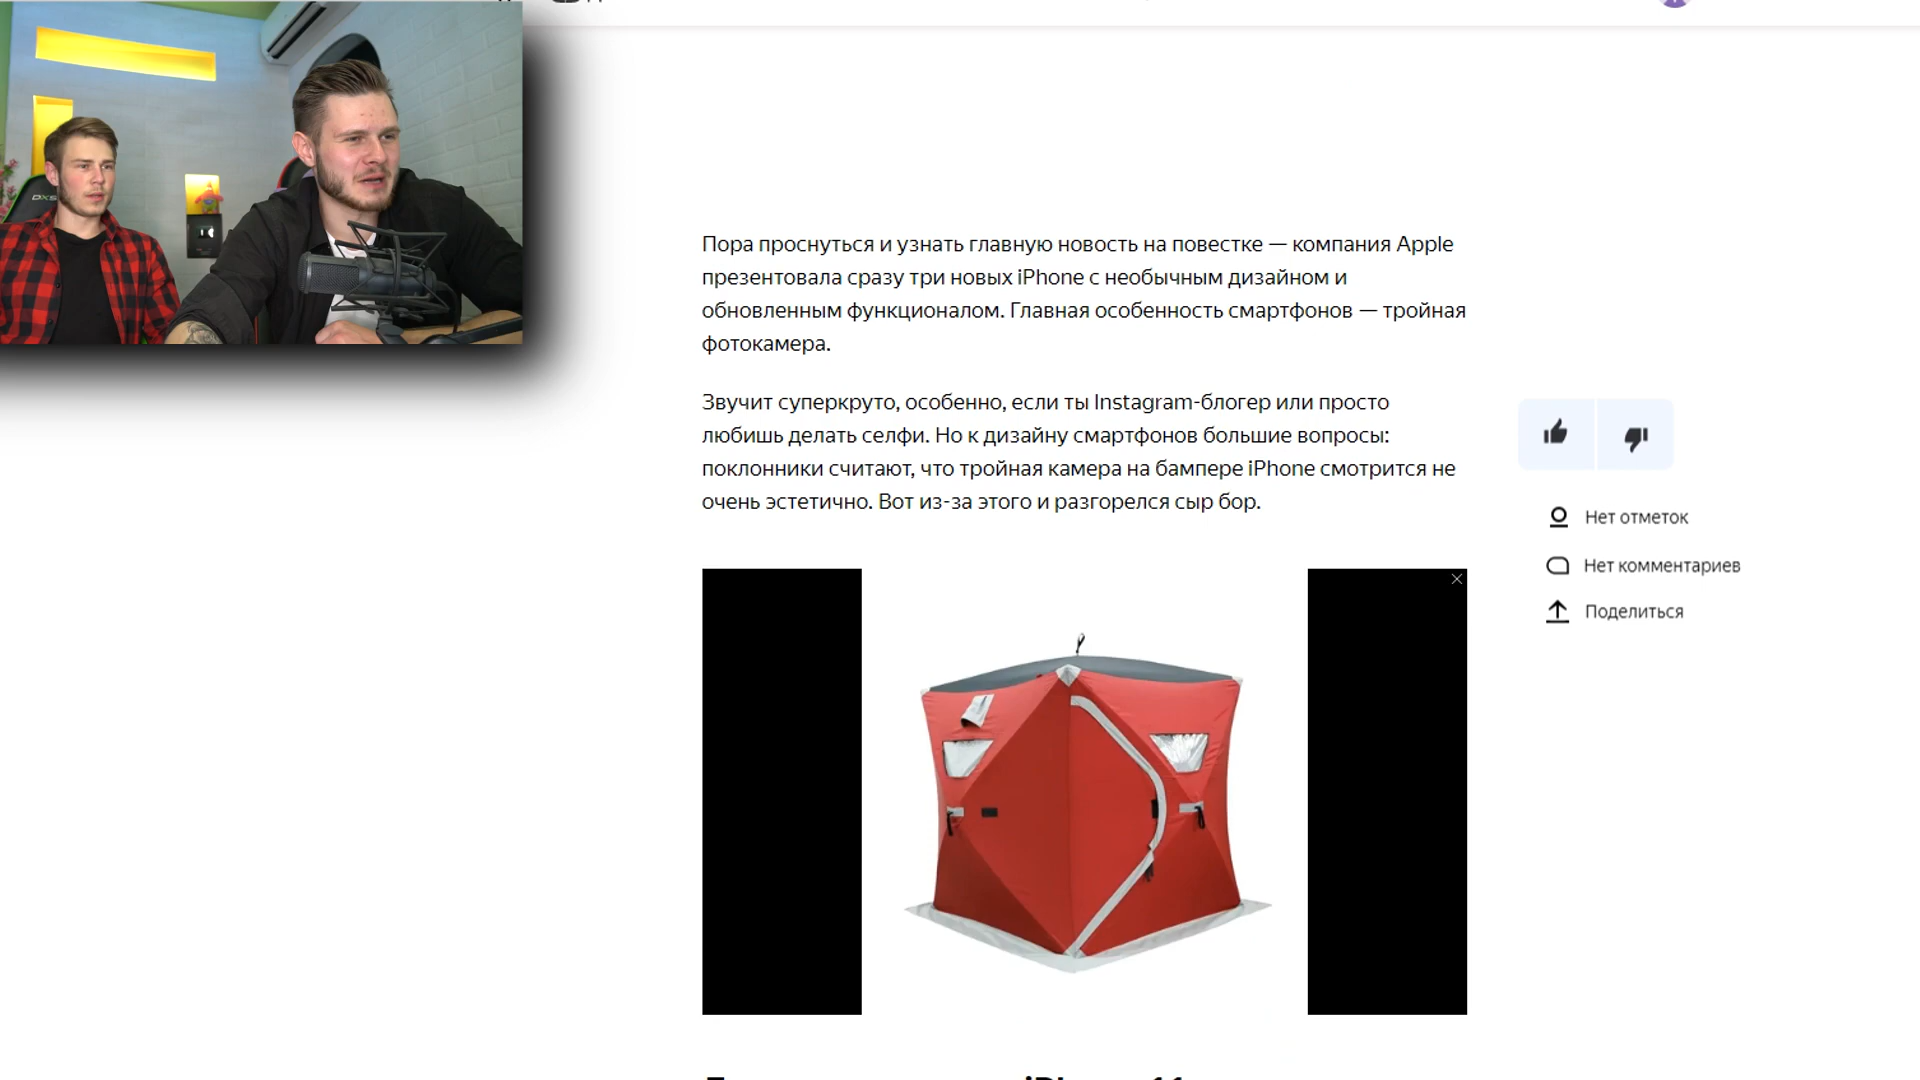 DXS
Пора проснуться и узнать главную новость на повестке — компания Apple
презентовала сразу три новых iPhone с необычным дизайном и
обновленным функционалом. Главная особенность смартфонов — тройная
фотокамера.
Звучит суперкруто, особенно, если ты Instagram-блогер или просто
любишь делать селфи. Но к дизайну смартфонов большие вопросы:
поклонники считают, что тройная камера на бампере iPhone смотрится не
очень эстетично. Вот из-за этого и разгорелся сыр бор.
Нет отметок
Нет комментариев
Поделиться